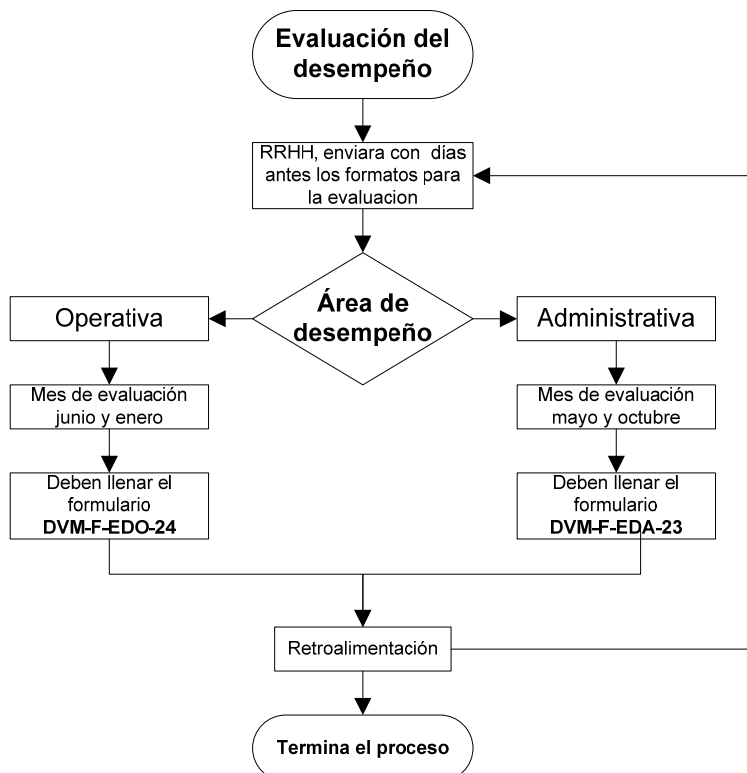 Evaluación del
desempeño
RRHH, enviara con días
antes los formatos para
la evaluacion
Área de
desempeño
Operativa
Administrativa
Mes de evaluación
junio y enero
Mes de evaluación
mayo y octubre
Deben llenar el
formulario
DVM-F-EDO-24
Deben llenar el
formulario
DVM-F-EDA-23
Retroalimentación
Termina el proceso